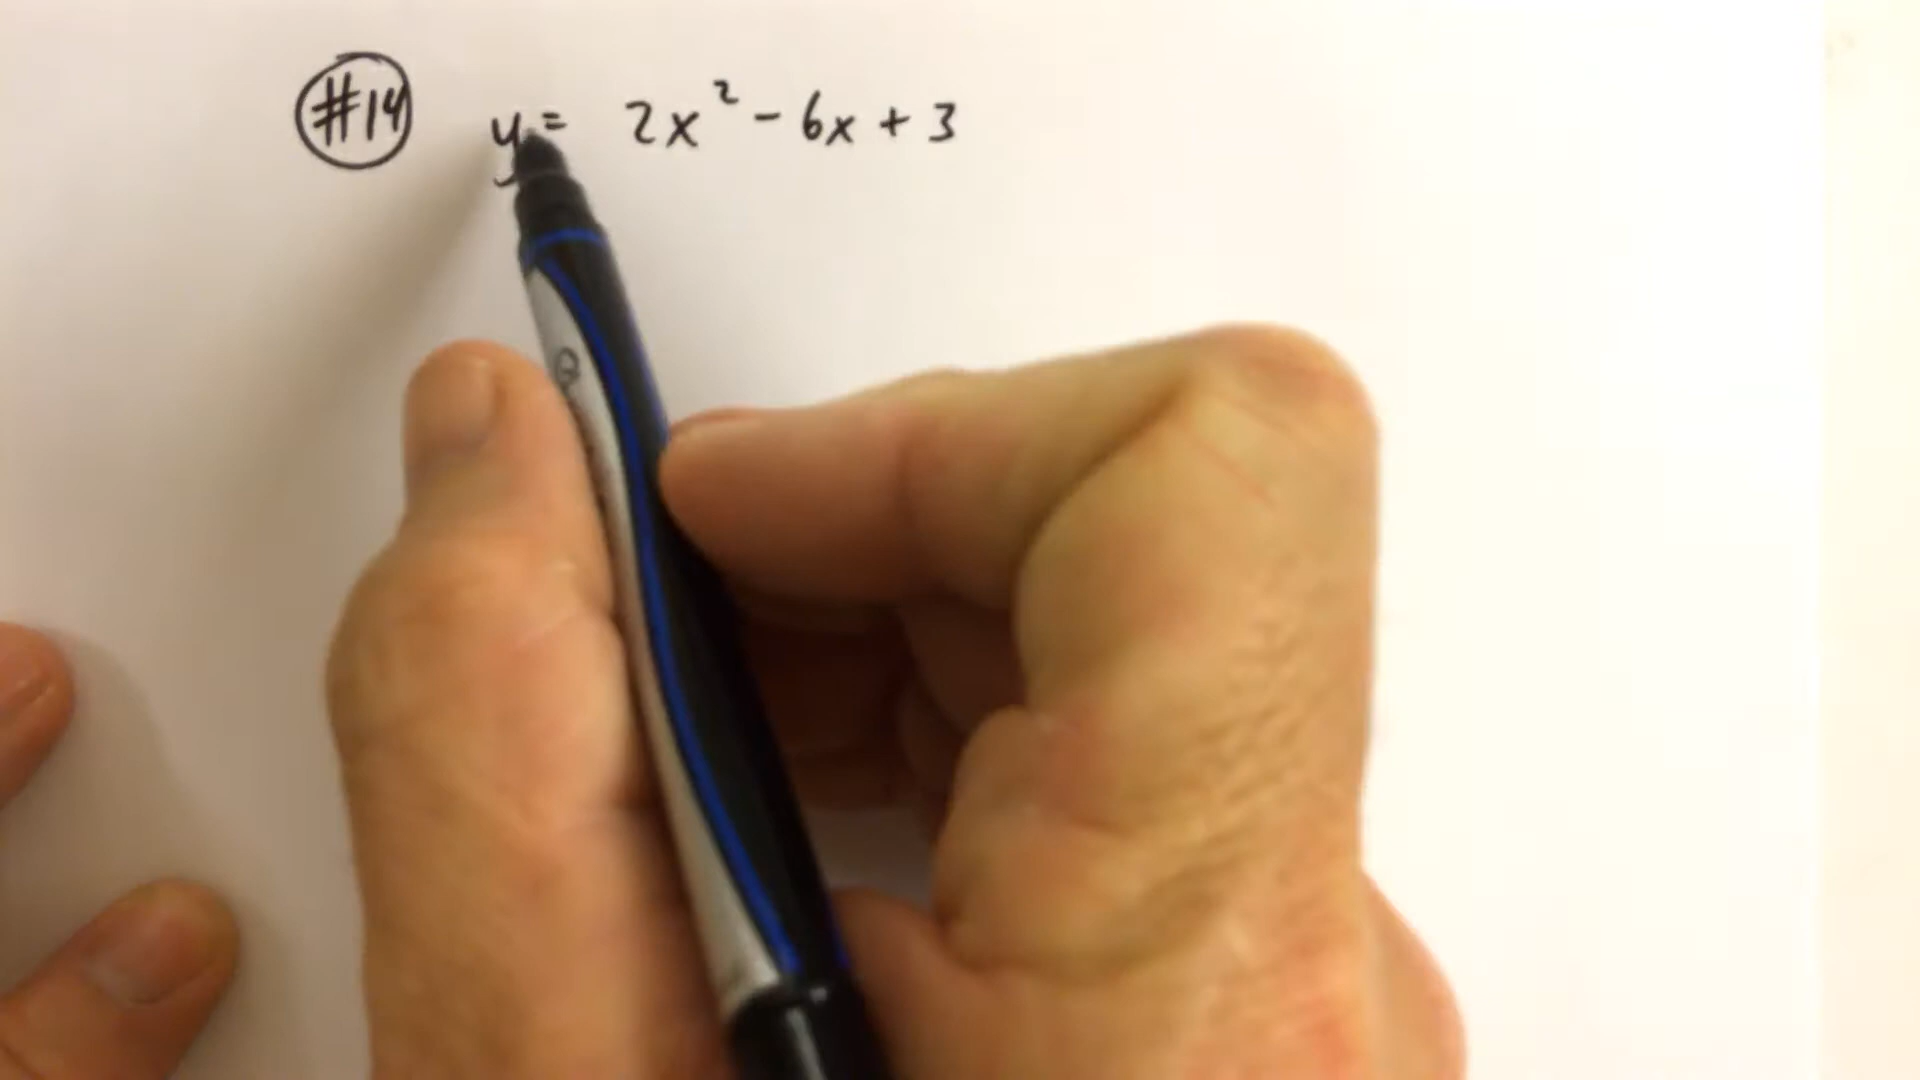 #14 y = 2x² - 6x + 3